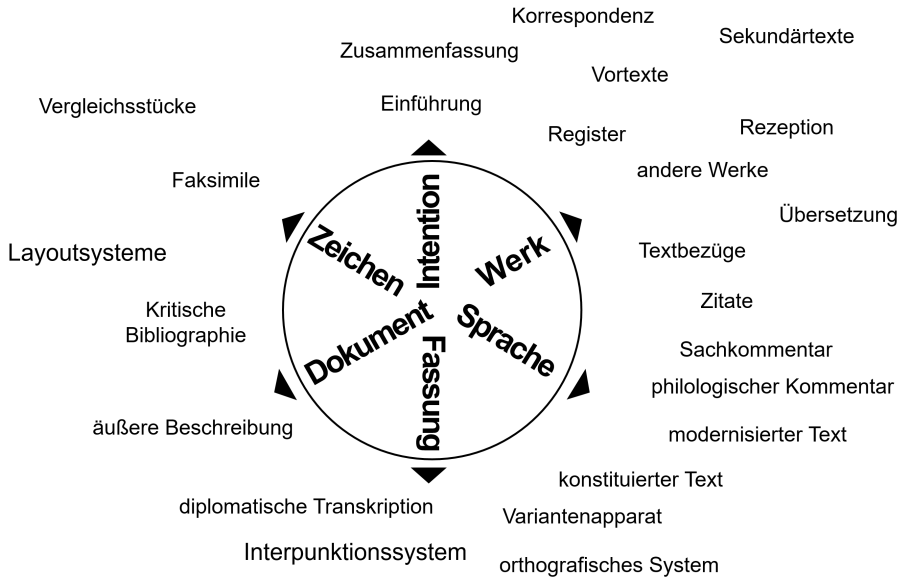 Korrespondenz
Sekundärtexte
Zusammenfassung
Vortexte
Vergleichsstücke
Einführung
Register
Rezeption
Faksimile
andere Werke
Übersetzung
Layoutsysteme
Textbezüge
Kritische
Bibliographie
Zitate
Sachkommentar
philologischer Kommentar
äußere Beschreibung
modernisierter Text
konstituierter Text
diplomatische Transkription
Variantenapparat
Interpunktionssystem
orthografisches System
Intention
Werk
Sprache
Fassung
Dokument
Zeichen